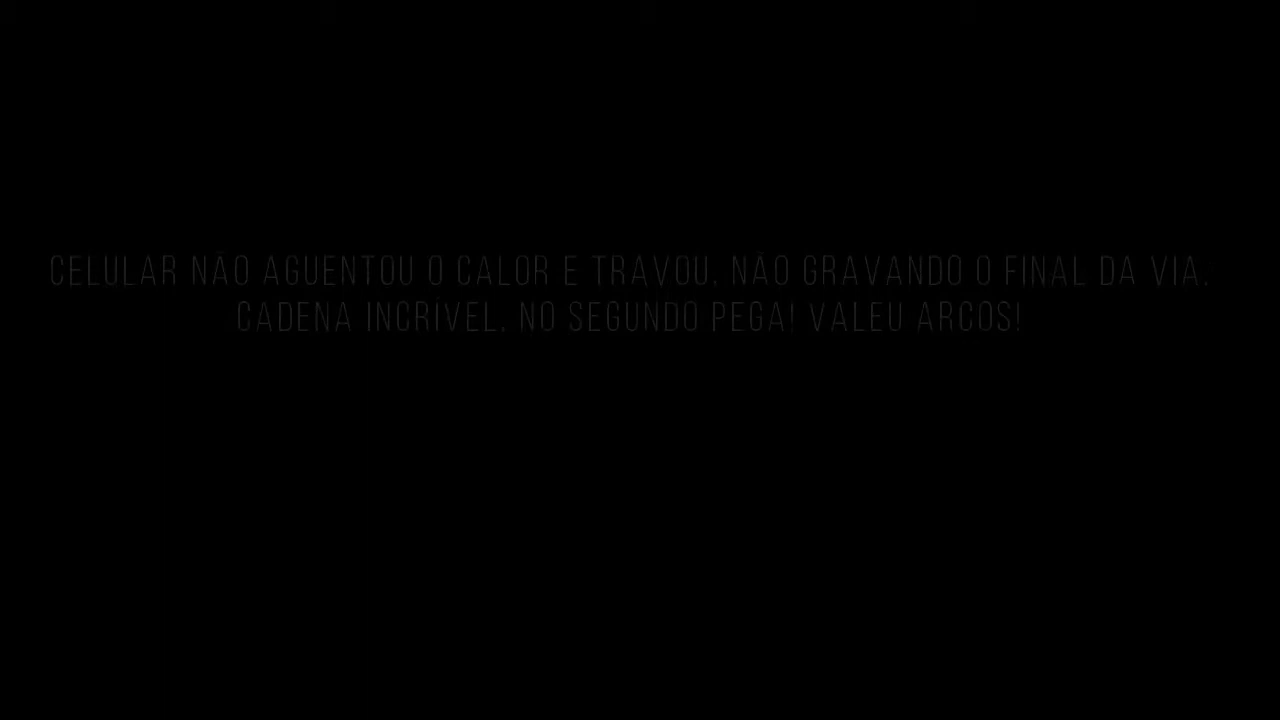 CELULAR NÃO AGUENTOU O CALOR E TRAVOU, NÃO GRAVANDO O FINAL DA VIA.
CADENA INCRÍVEL, NO SEGUNDO PEGA! VALEU ARCOS!